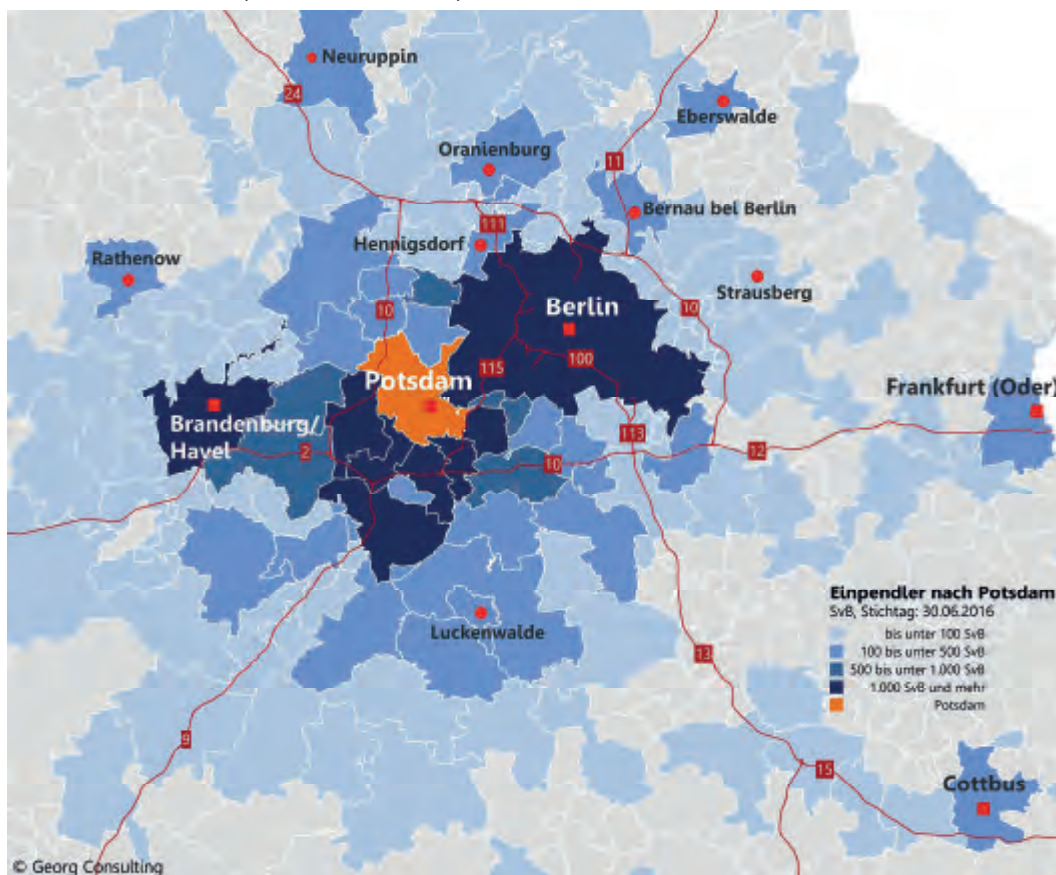 Neuruppin
24
Eberswalde
Oranienburg
11
Bernau bei Berlin
111
Hennigsdorf
Rathenow
Strausberg
Berlin
10
10
115
100
Potsdam
Frankfurt (Oder)
Brandenburg/
Havel
113
2
10
12
Einpendler nach Potsdam
SvB, Stichtag: 30.06.2016
bis unter 100 SvB
100 bis unter 500 SvB
500 bis unter 1.000 SvB
1.000 SvB und mehr
Potsdam
Luckenwalde
13
9
15
Cottbus
© Georg Consulting